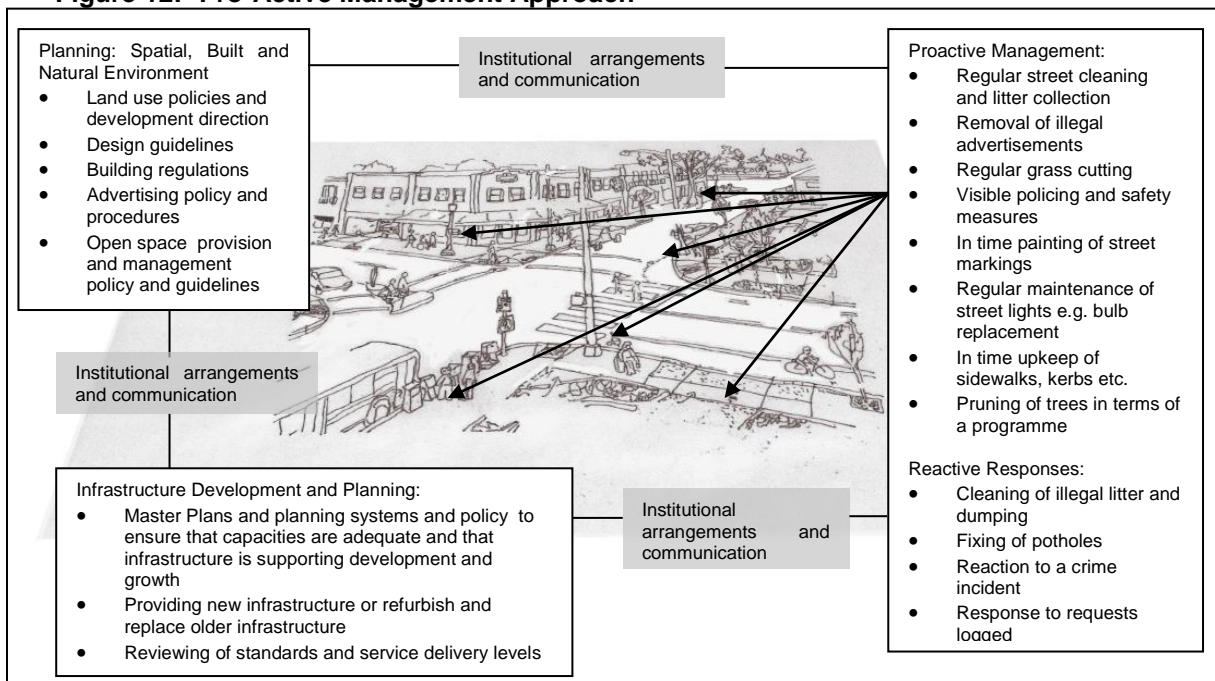 Figure 12: Pro-Active Management Approach
Planning: Spatial, Built and
Natural Environment
• Land use policies and
development direction
• Design guidelines
• Building regulations
• Advertising policy and
procedures
• Open space provision
and management
policy and guidelines
Institutional arrangements
and communication
Proactive Management:
• Regular street cleaning
and litter collection
• Removal of illegal
advertisements
• Regular grass cutting
• Visible policing and safety
measures
• In time painting of street
markings
• Regular maintenance of
street lights e.g. bulb
replacement
• In time upkeep of
sidewalks, kerbs etc.
• Pruning of trees in terms of
a programme
Reactive Responses:
• Cleaning of illegal litter and
dumping
• Fixing of potholes
• Reaction to a crime
incident
• Response to requests
logged
Institutional arrangements
and communication
Infrastructure Development and Planning:
• Master Plans and planning systems and policy to
ensure that capacities are adequate and that
infrastructure is supporting development and
growth
• Providing new infrastructure or refurbish and
replace older infrastructure
• Reviewing of standards and service delivery levels
Institutional
arrangements and
communication